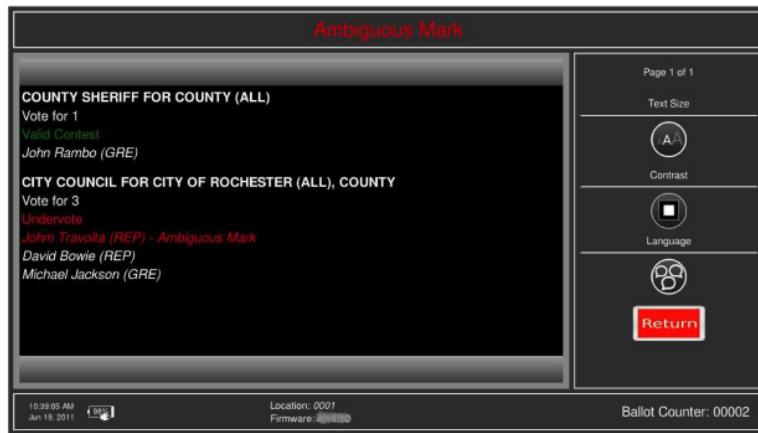 Ambiguous Mark
COUNTY SHERIFF FOR COUNTY (ALL)
Vote for 1
Valid Contest
John Rambo (GRE)
CITY COUNCIL FOR CITY OF ROCHESTER (ALL), COUNTY
Vote for 3
Undervote
Johm Travolta (REP) - Ambiguous Mark
David Bowie (REP)
Michael Jackson (GRE)
Page 1 of 1
Text Size
AAA
Contrast
Language
Return
10:39:05 AM
Jun 19, 2011
98%
Location: 0001
Firmware:
Ballot Counter: 00002